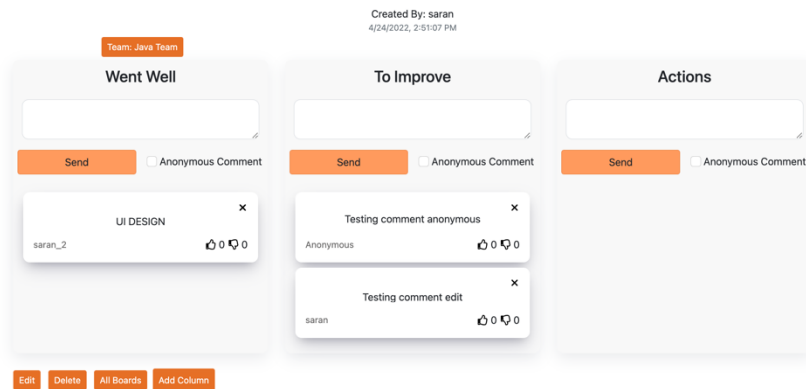 Created By: saran
4/24/2022, 2:51:07 PM
Team: Java Team
Went Well
Send
Anonymous Comment
UI DESIGN
saran_2
0 0
To Improve
Send
Anonymous Comment
Testing comment anonymous
Anonymous
0 0
Testing comment edit
saran
0 0
Actions
Send
Anonymous Comment
Edit
Delete
All Boards
Add Column